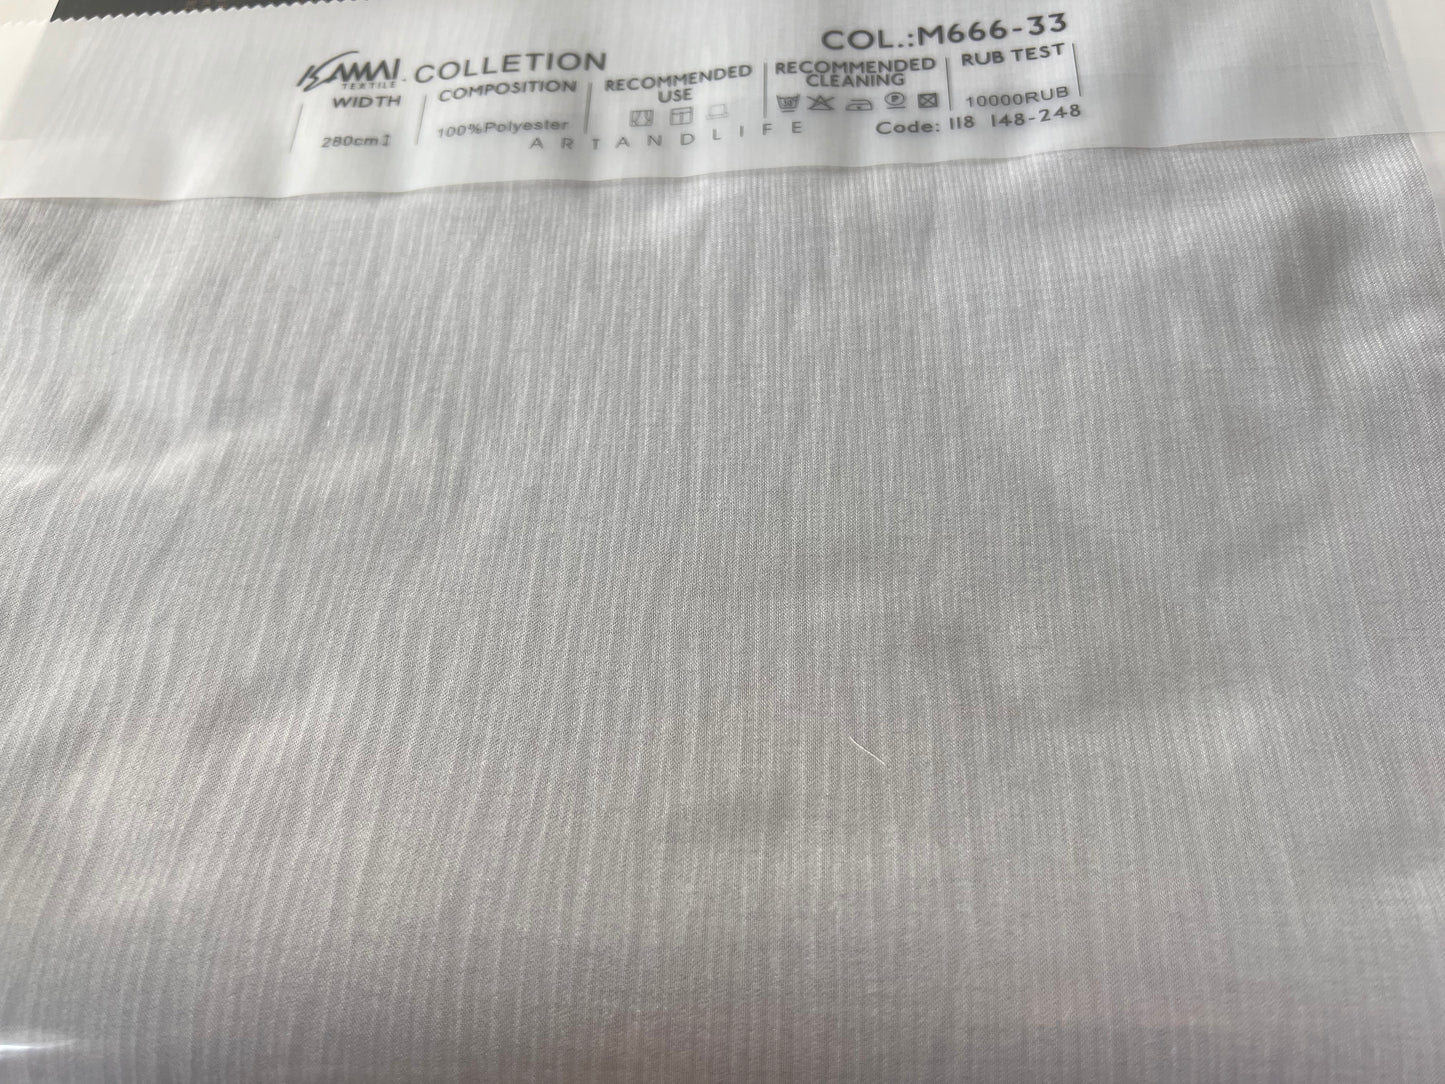 COL.:M666-33
KAMAI TEXTILE. COLLETION
WIDTH
280cm
COMPOSITION
100%Polyester
RECOMMENDED
USE
RECOMMENDED
CLEANING
RUB TEST
10000RUB
ARTANDLIFE
Code: 118 148-248